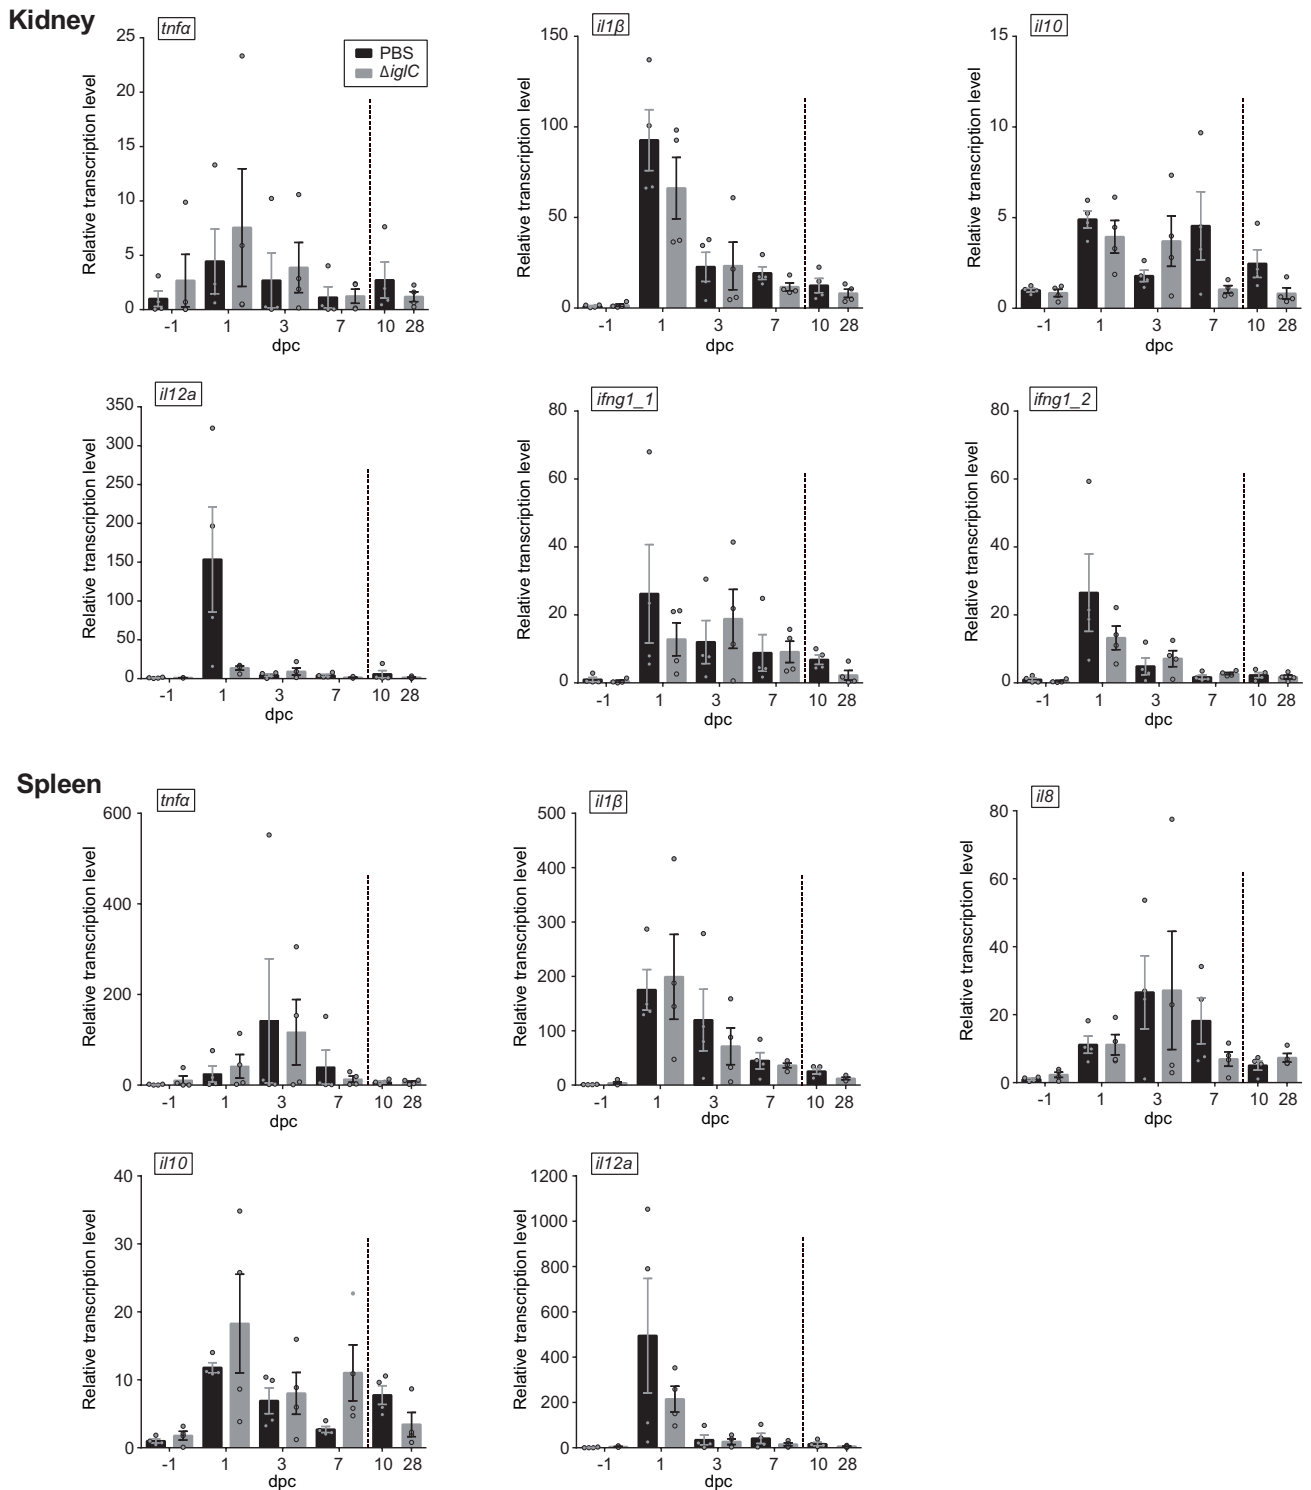 Kidney
tnfα
PBS
ΔiglC
Relative transcription level
25
20
15
10
5
0
-1 1 3 7 10 28
dpc
il1β
Relative transcription level
150
100
50
0
-1 1 3 7 10 28
dpc
il10
Relative transcription level
15
10
5
0
-1 1 3 7 10 28
dpc
il12a
Relative transcription level
350
300
250
200
150
100
50
0
-1 1 3 7 10 28
dpc
ifng1_1
Relative transcription level
80
60
40
20
0
-1 1 3 7 10 28
dpc
ifng1_2
Relative transcription level
80
60
40
20
0
-1 1 3 7 10 28
dpc
Spleen
tnfα
Relative transcription level
600
400
200
0
-1 1 3 7 10 28
dpc
il1β
Relative transcription level
500
400
300
200
100
0
-1 1 3 7 10 28
dpc
il8
Relative transcription level
80
60
40
20
0
-1 1 3 7 10 28
dpc
il10
Relative transcription level
40
30
20
10
0
-1 1 3 7 10 28
dpc
il12a
Relative transcription level
1200
1000
800
600
400
200
0
-1 1 3 7 10 28
dpc